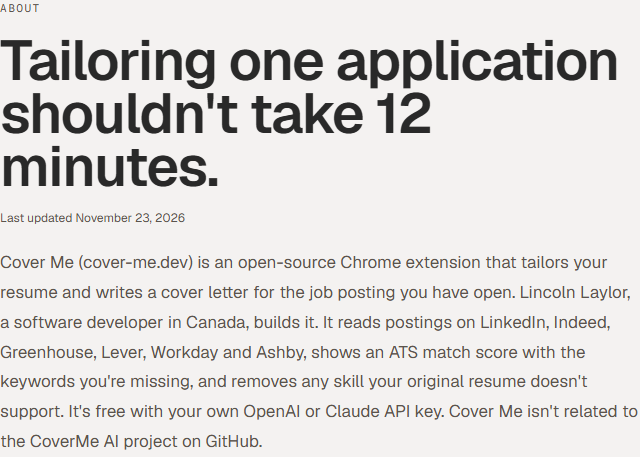 ABOUT
Tailoring one application
shouldn't take 12
minutes.
Last updated November 23, 2026
Cover Me (cover-me.dev) is an open-source Chrome extension that tailors your
resume and writes a cover letter for the job posting you have open. Lincoln Laylor,
a software developer in Canada, builds it. It reads postings on LinkedIn, Indeed,
Greenhouse, Lever, Workday and Ashby, shows an ATS match score with the
keywords you're missing, and removes any skill your original resume doesn't
support. It's free with your own OpenAI or Claude API key. Cover Me isn't related to
the CoverMe AI project on GitHub.